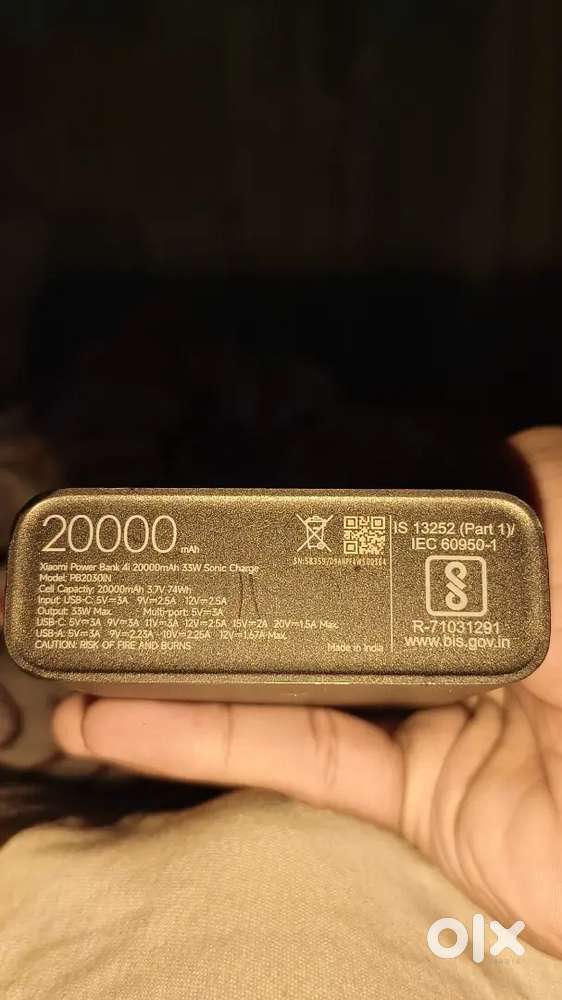 20000 mAh
Xiaomi Power Bank 4i 20000mAh 33W Sonic Charge
Model: PB2030IN
Cell Capacity: 20000mAh 3.7V 74Wh
Input: USB-C: 5V⎓3A 9V⎓2.5A 12V⎓2.5A
Output: 33W Max. Multi-port: 5V⎓3A
USB-C: 5V⎓3A 9V⎓3A 11V⎓3A 12V⎓2.5A 15V⎓2A 20V⎓1.5A Max.
USB-A: 5V⎓3A 9V⎓2.23A 10V⎓2.25A 12V⎓1.67A Max.
CAUTION: RISK OF FIRE AND BURNS
Made in India
IS 13252 (Part 1)/
IEC 60950-1
R-71031291
www.bis.gov.in
olx
INDIA